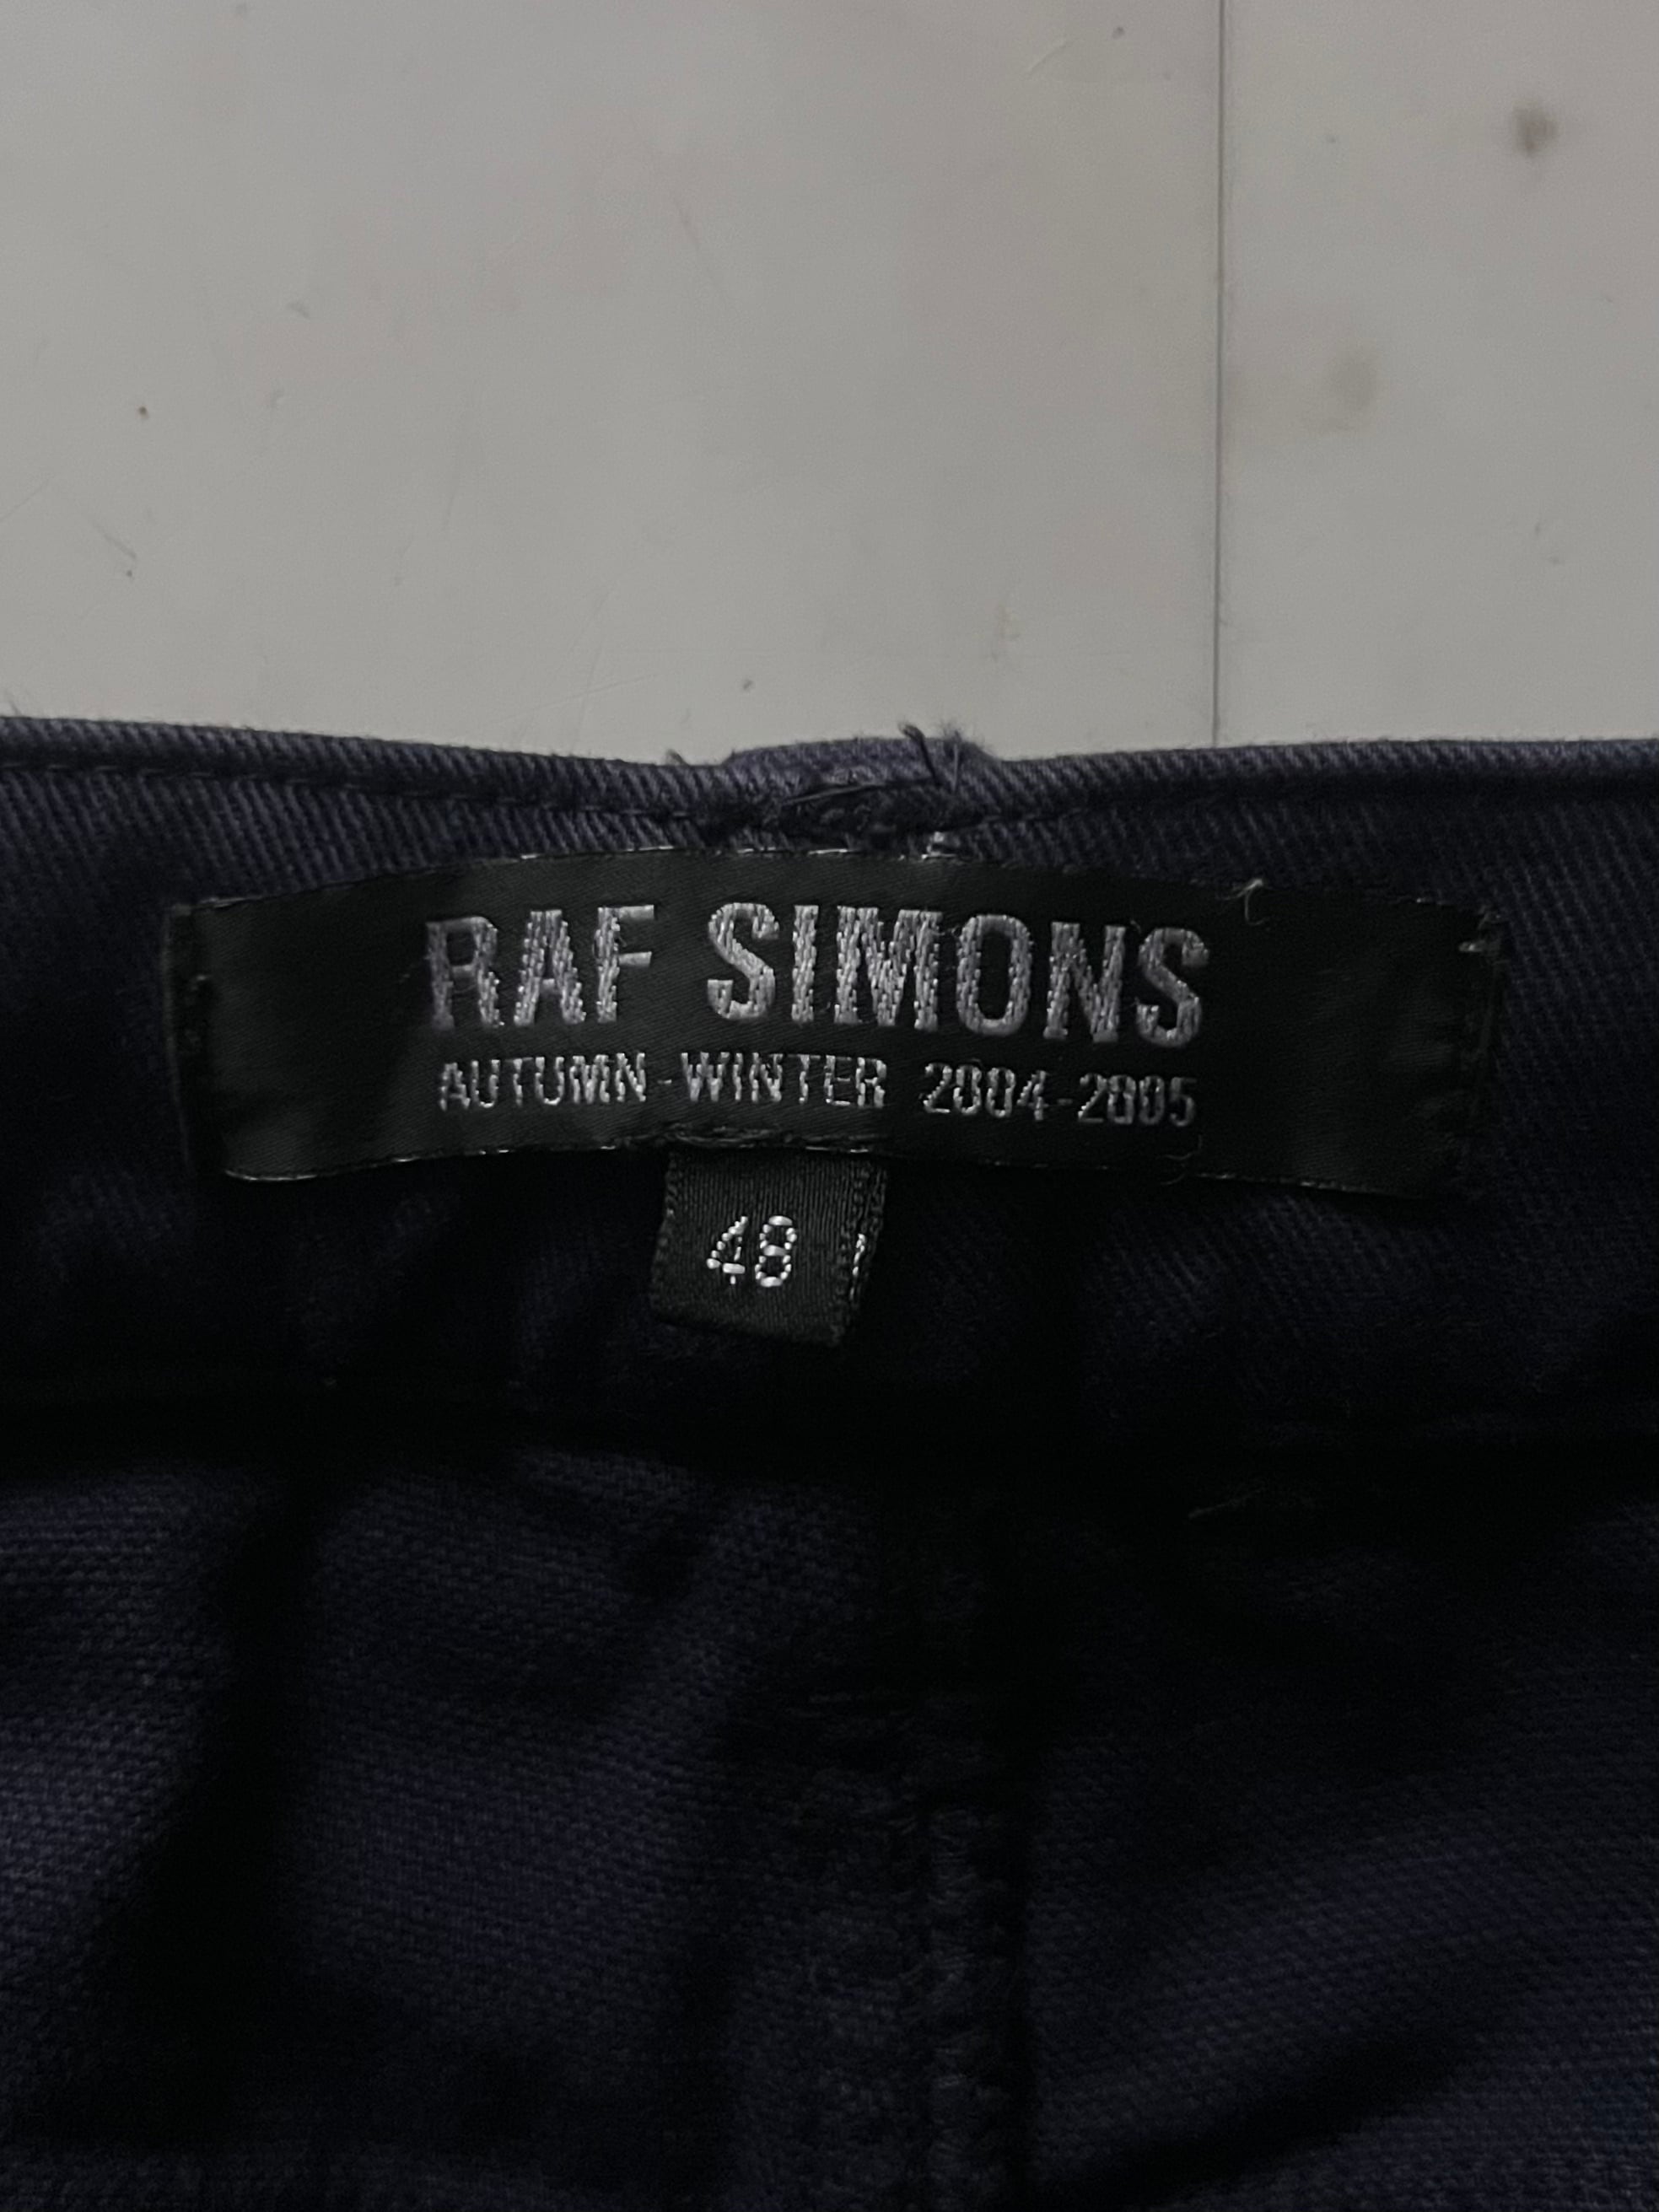 RAF SIMONS
AUTUMN-WINTER 2004-2005
48